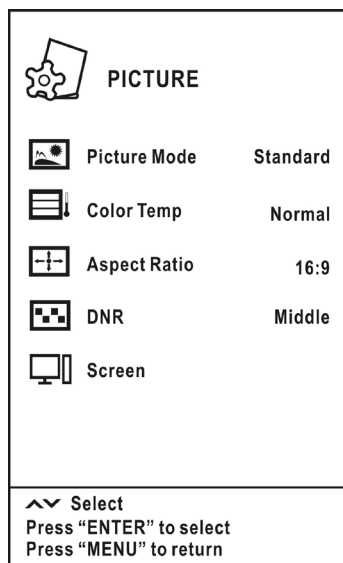 PICTURE
Picture Mode Standard
Color Temp Normal
Aspect Ratio 16:9
DNR Middle
Screen
Select
Press “ENTER” to select
Press “MENU” to return